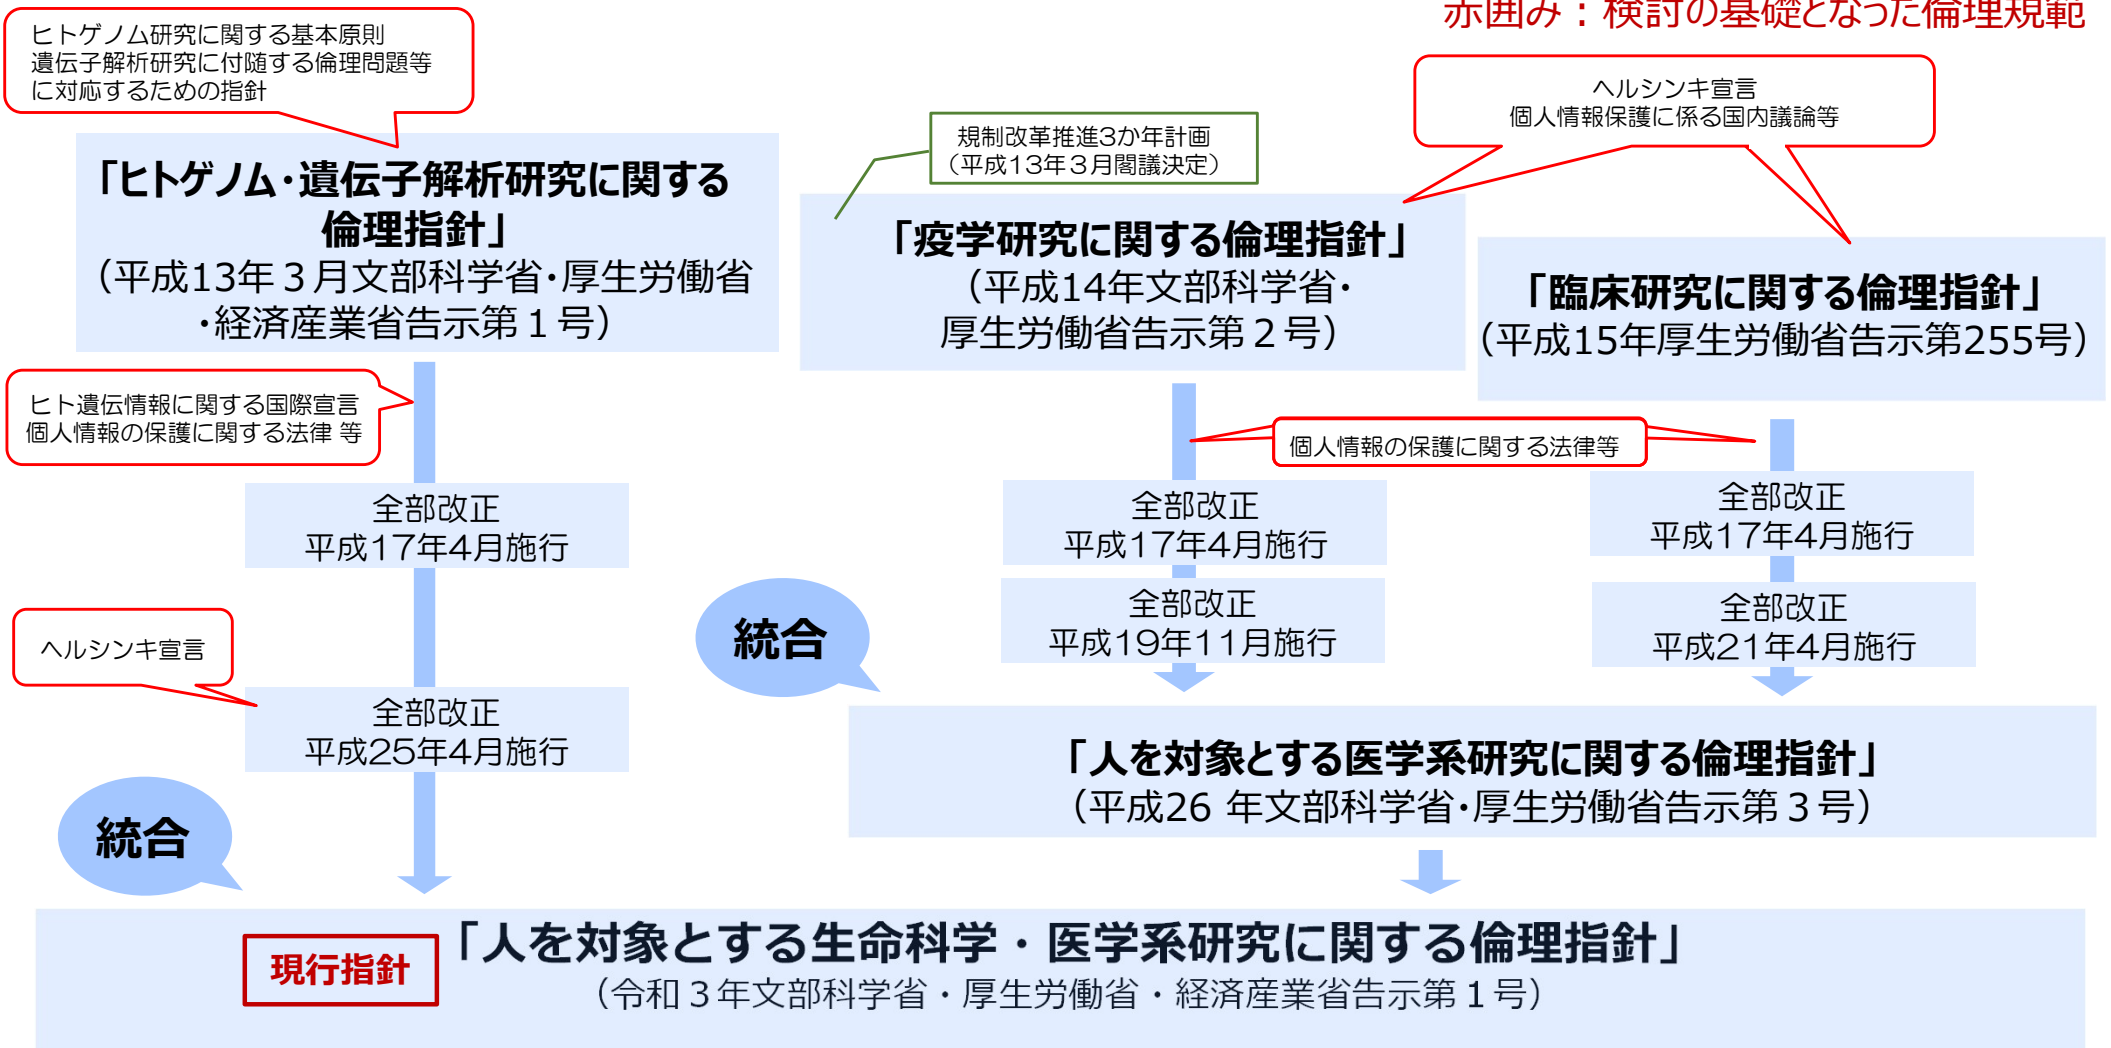 赤囲み：検討の基礎となった倫理規範
ヒトゲノム研究に関する基本原則
遺伝子解析研究に付随する倫理問題等
に対応するための指針
ヘルシンキ宣言
個人情報保護に係る国内議論等
規制改革推進3か年計画
（平成13年３月閣議決定）
「ヒトゲノム･遺伝子解析研究に関する
倫理指針」
（平成13年３月文部科学省･厚生労働省
･経済産業省告示第１号）
「疫学研究に関する倫理指針」
（平成14年文部科学省･
厚生労働省告示第２号）
「臨床研究に関する倫理指針」
（平成15年厚生労働省告示第255号）
ヒト遺伝情報に関する国際宣言
個人情報の保護に関する法律 等
個人情報の保護に関する法律等
全部改正
平成17年4月施行
全部改正
平成17年4月施行
全部改正
平成17年4月施行
全部改正
平成19年11月施行
全部改正
平成21年4月施行
統合
ヘルシンキ宣言
全部改正
平成25年4月施行
「人を対象とする医学系研究に関する倫理指針」
（平成26 年文部科学省･厚生労働省告示第３号）
統合
現行指針
「人を対象とする生命科学・医学系研究に関する倫理指針」
（令和３年文部科学省・厚生労働省・経済産業省告示第１号）